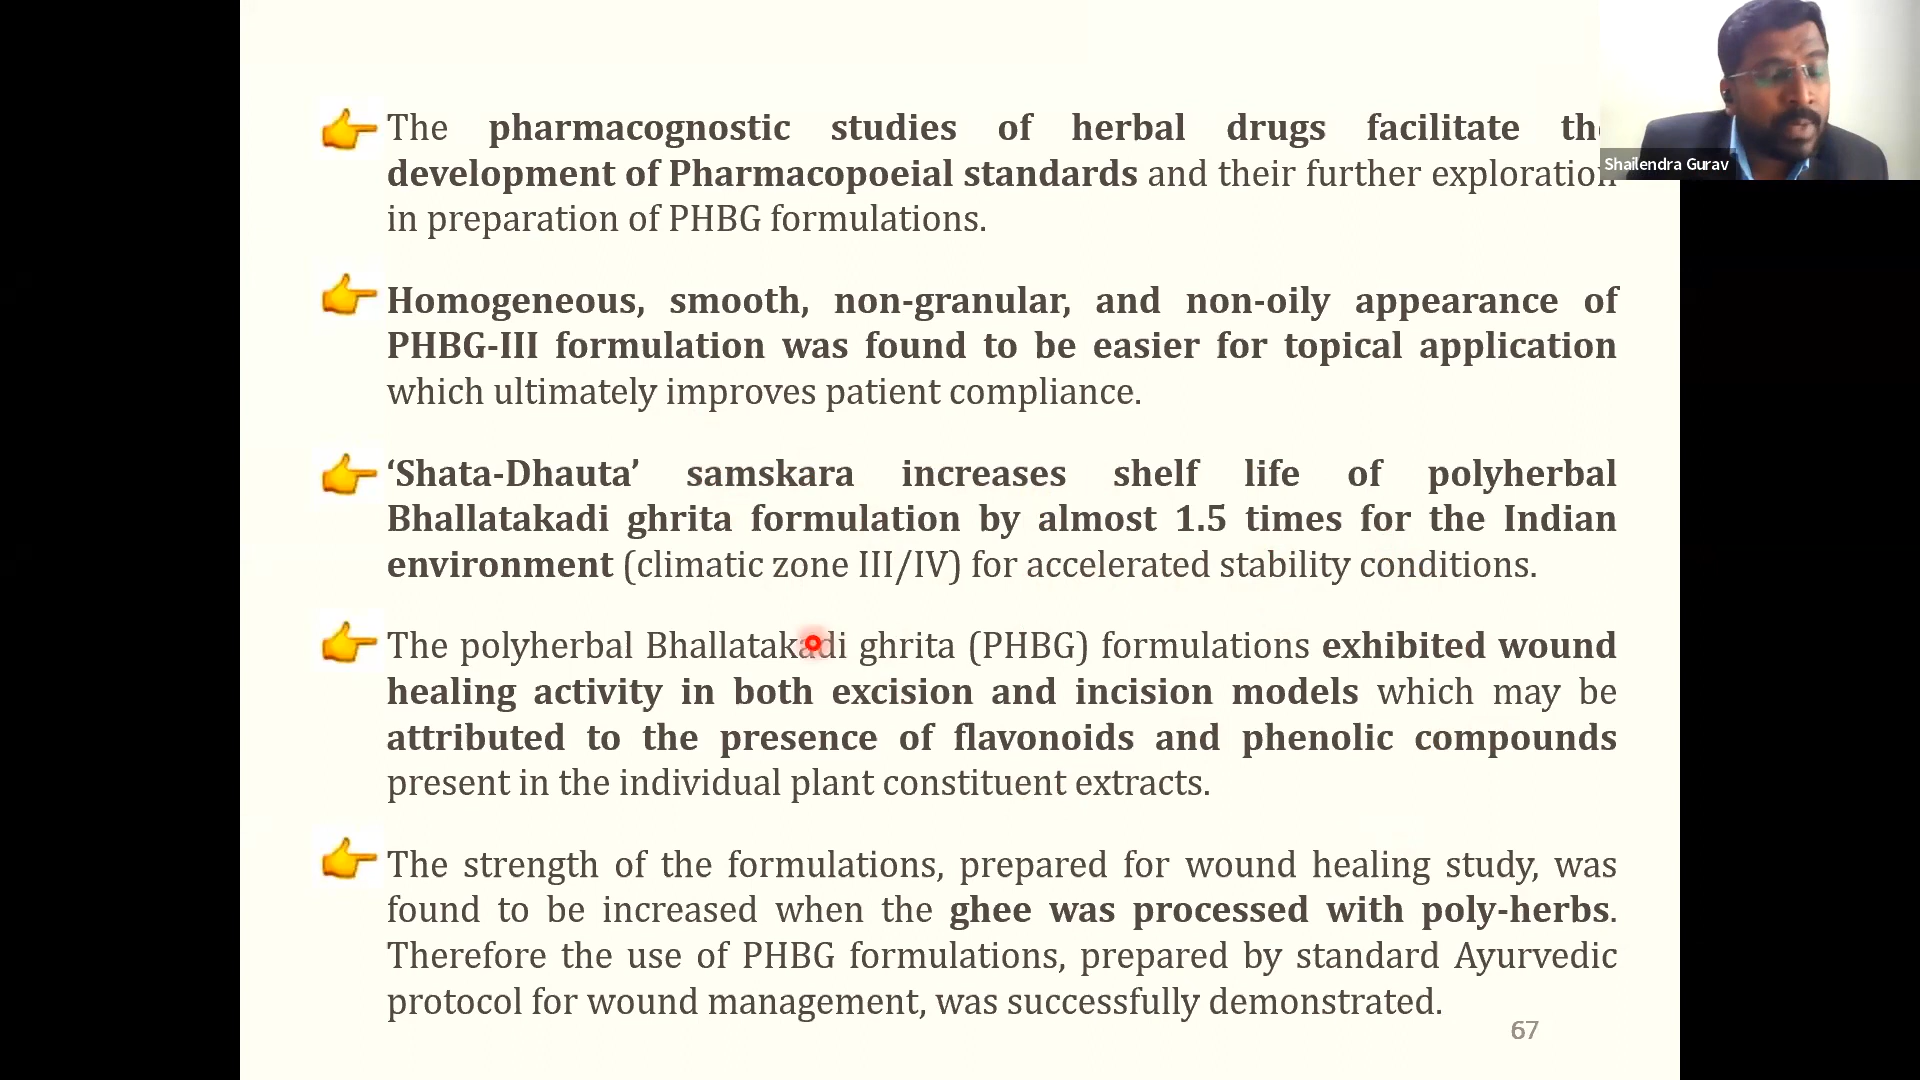 The pharmacognostic studies of herbal drugs facilitate the
development of Pharmacopoeial standards and their further exploration
in preparation of PHBG formulations.
Homogeneous, smooth, non-granular, and non-oily appearance of
PHBG-III formulation was found to be easier for topical application
which ultimately improves patient compliance.
‘Shata-Dhauta’ samskara increases shelf life of polyherbal
Bhallatakadi ghrita formulation by almost 1.5 times for the Indian
environment (climatic zone III/IV) for accelerated stability conditions.
The polyherbal Bhallatakadi ghrita (PHBG) formulations exhibited wound
healing activity in both excision and incision models which may be
attributed to the presence of flavonoids and phenolic compounds
present in the individual plant constituent extracts.
The strength of the formulations, prepared for wound healing study, was
found to be increased when the ghee was processed with poly-herbs.
Therefore the use of PHBG formulations, prepared by standard Ayurvedic
protocol for wound management, was successfully demonstrated.
67
Shailendra Gurav